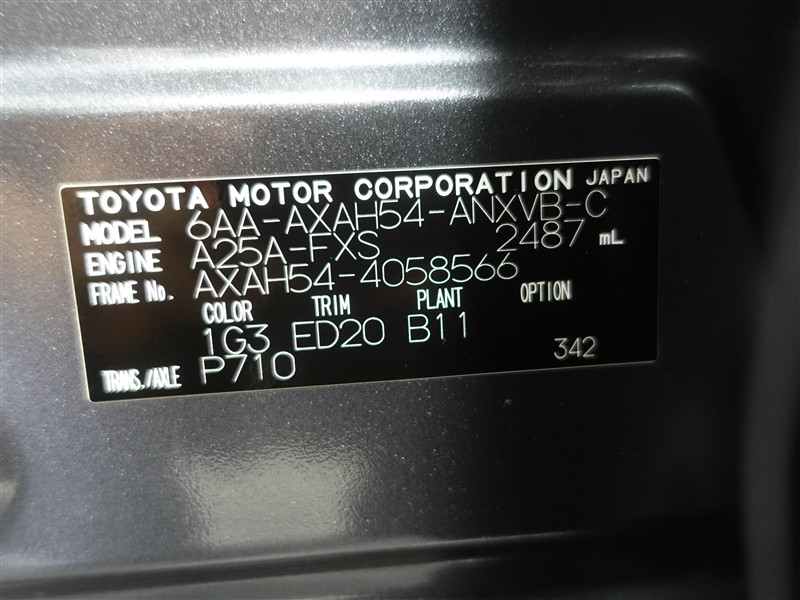 TOYOTA MOTOR CORPORATION JAPAN
MODEL 6AA-AXAH54-ANXVB-C
ENGINE A25A-FXS 2487 mL
FRAME No. AXAH54-4058566
COLOR TRIM PLANT OPTION
1G3 ED20 B11
TRANS./AXLE P710 342